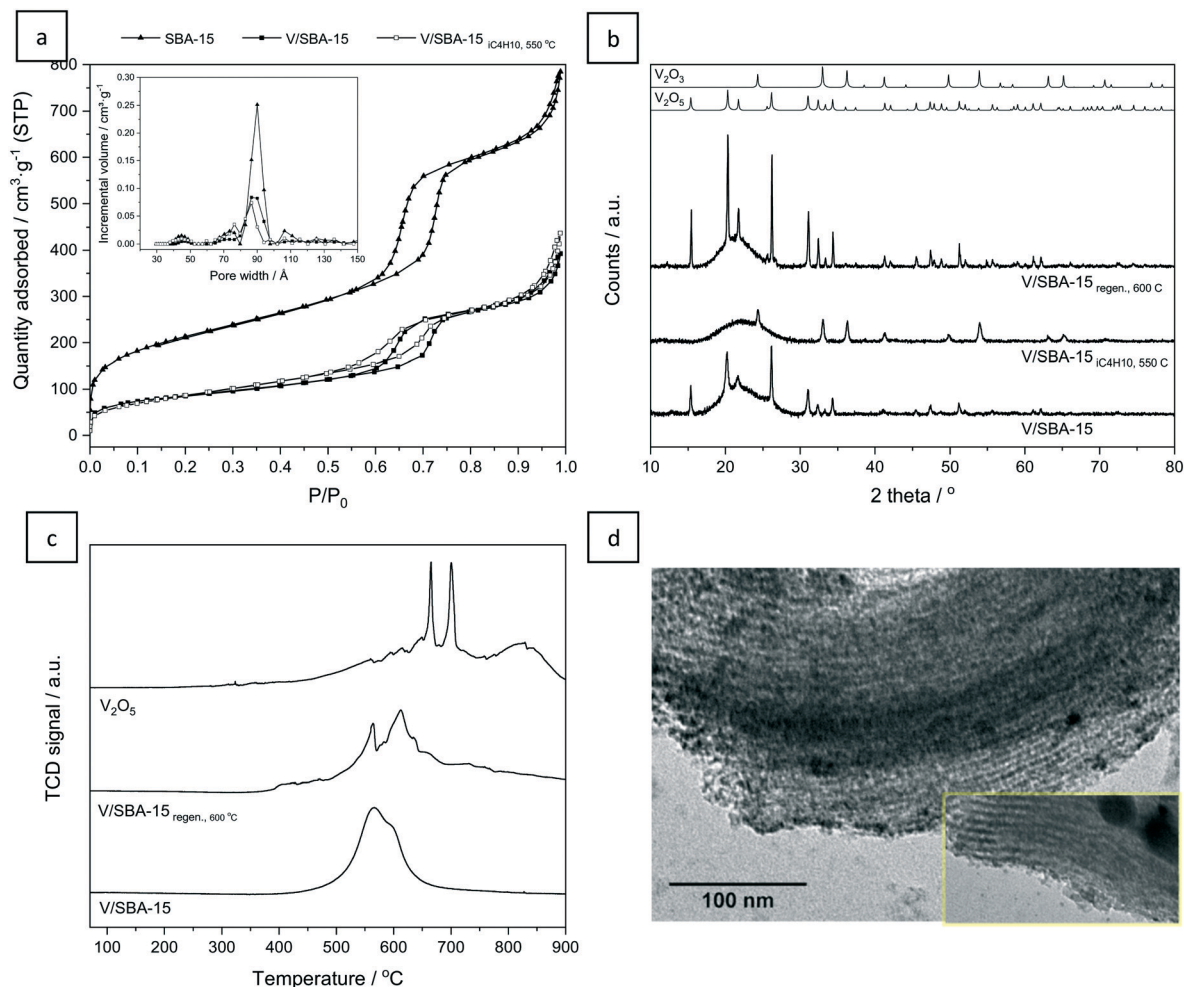 a
SBA-15 V/SBA-15 V/SBA-15 iC4H10, 550 °C
Quantity adsorbed / cm³·g⁻¹ (STP)
800
700
600
500
400
300
200
100
0
0.0 0.1 0.2 0.3 0.4 0.5 0.6 0.7 0.8 0.9 1.0
P/P₀
Incremental volume / cm³·g⁻¹
0.30
0.25
0.20
0.15
0.10
0.05
0.00
30 50 70 90 110 130 150
Pore width / Å
b
Counts / a.u.
V₂O₃
V₂O₅
V/SBA-15 regen., 600 C
V/SBA-15 iC4H10, 550 C
V/SBA-15
10 20 30 40 50 60 70 80
2 theta / °
c
TCD signal / a.u.
V₂O₅
V/SBA-15 regen., 600 °C
V/SBA-15
100 200 300 400 500 600 700 800 900
Temperature / °C
d
100 nm